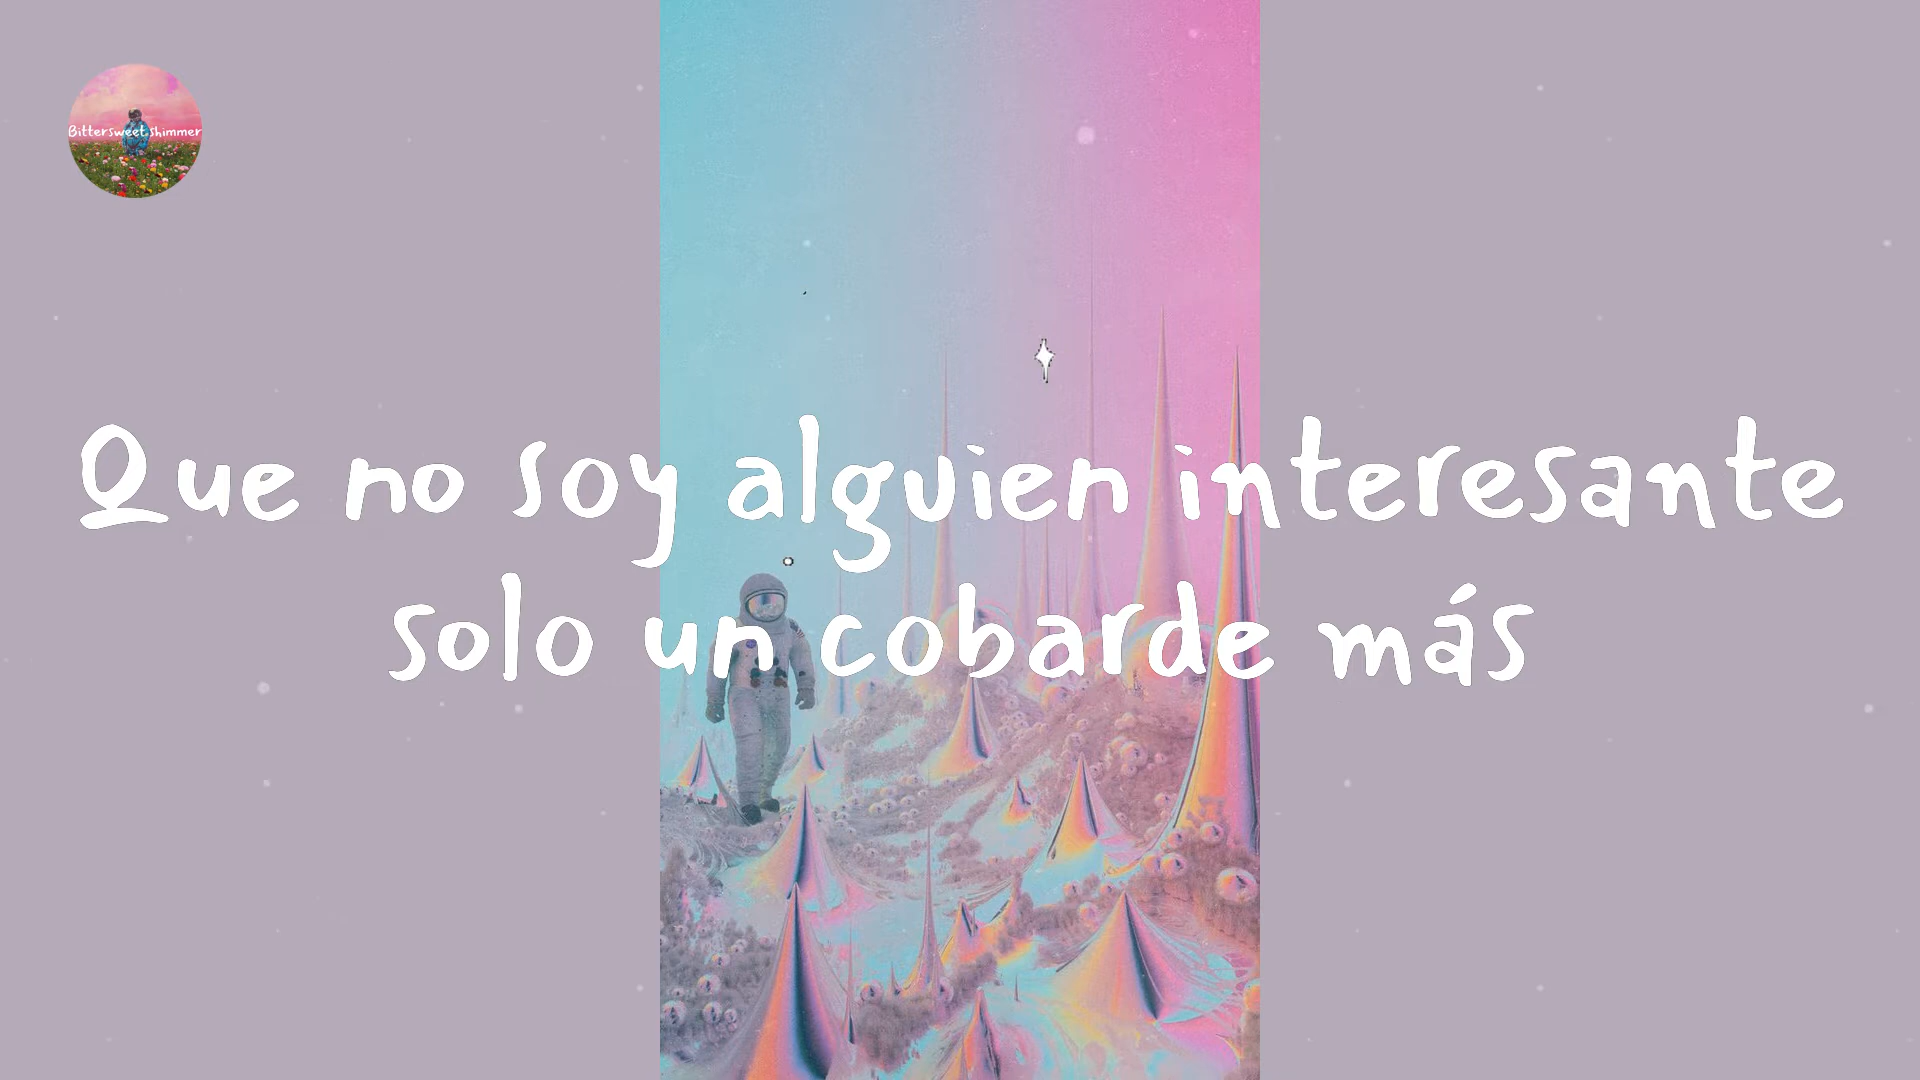 Bittersweet shimmer
Que no soy alguien interesante
solo un cobarde más